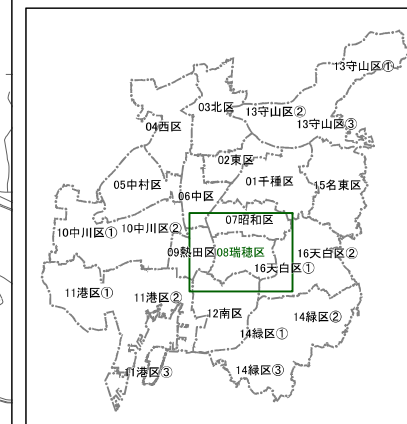 13守山区①
03北区
13守山区②
04西区
13守山区③
02東区
01千種区
05中村区
15名東区
06中区
07昭和区
10中川区①
10中川区②
09熱田区
08瑞穂区
16天白区②
16天白区①
11港区①
11港区②
12南区
14緑区②
14緑区①
11港区③
14緑区③